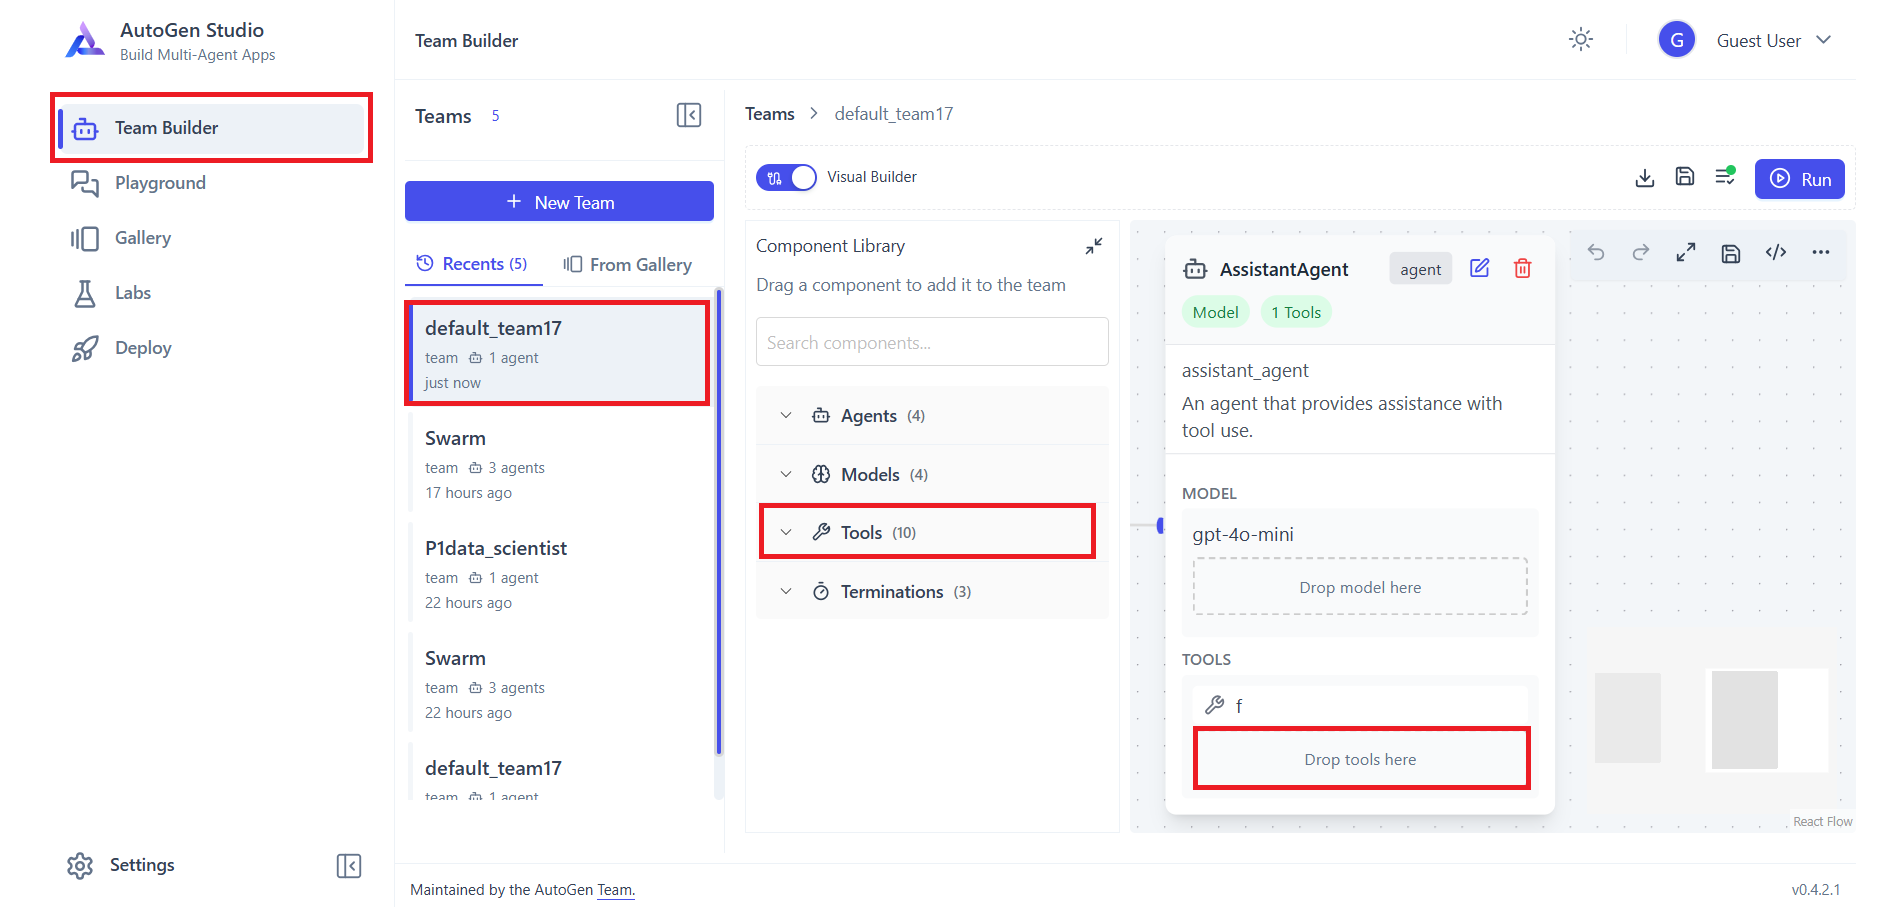 AutoGen Studio
Build Multi-Agent Apps
Team Builder
Playground
Gallery
Labs
Deploy
Settings
Team Builder
G
Guest User
Teams 5
New Team
Recents (5)
From Gallery
default_team17
team 1 agent
just now
Swarm
team 3 agents
17 hours ago
P1data_scientist
team 1 agent
22 hours ago
Swarm
team 3 agents
22 hours ago
default_team17
team 1 agent
Teams > default_team17
Visual Builder
Run
Component Library
Drag a component to add it to the team
Search components...
Agents (4)
Models (4)
Tools (10)
Terminations (3)
AssistantAgent
agent
Model
1 Tools
assistant_agent
An agent that provides assistance with
tool use.
MODEL
gpt-4o-mini
Drop model here
TOOLS
f
Drop tools here
React Flow
Maintained by the AutoGen Team.
v0.4.2.1